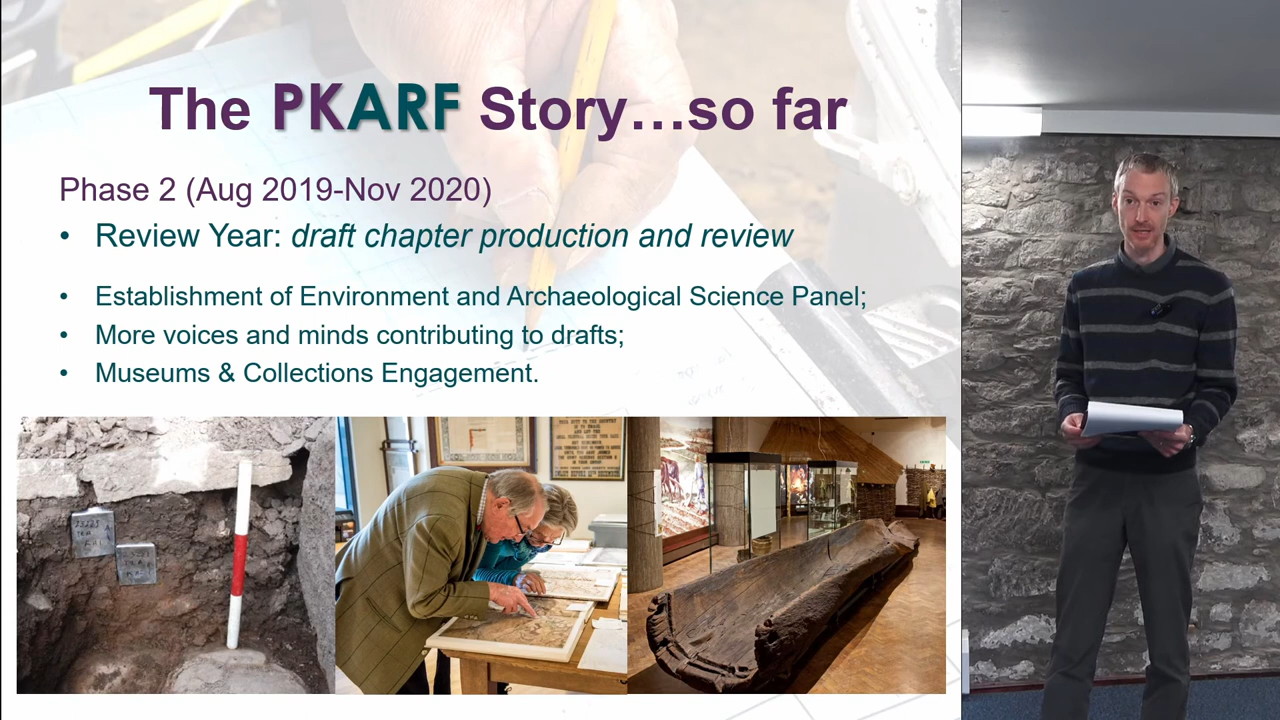 The PKARF Story…so far
Phase 2 (Aug 2019-Nov 2020)
• Review Year: draft chapter production and review
• Establishment of Environment and Archaeological Science Panel;
• More voices and minds contributing to drafts;
• Museums & Collections Engagement.